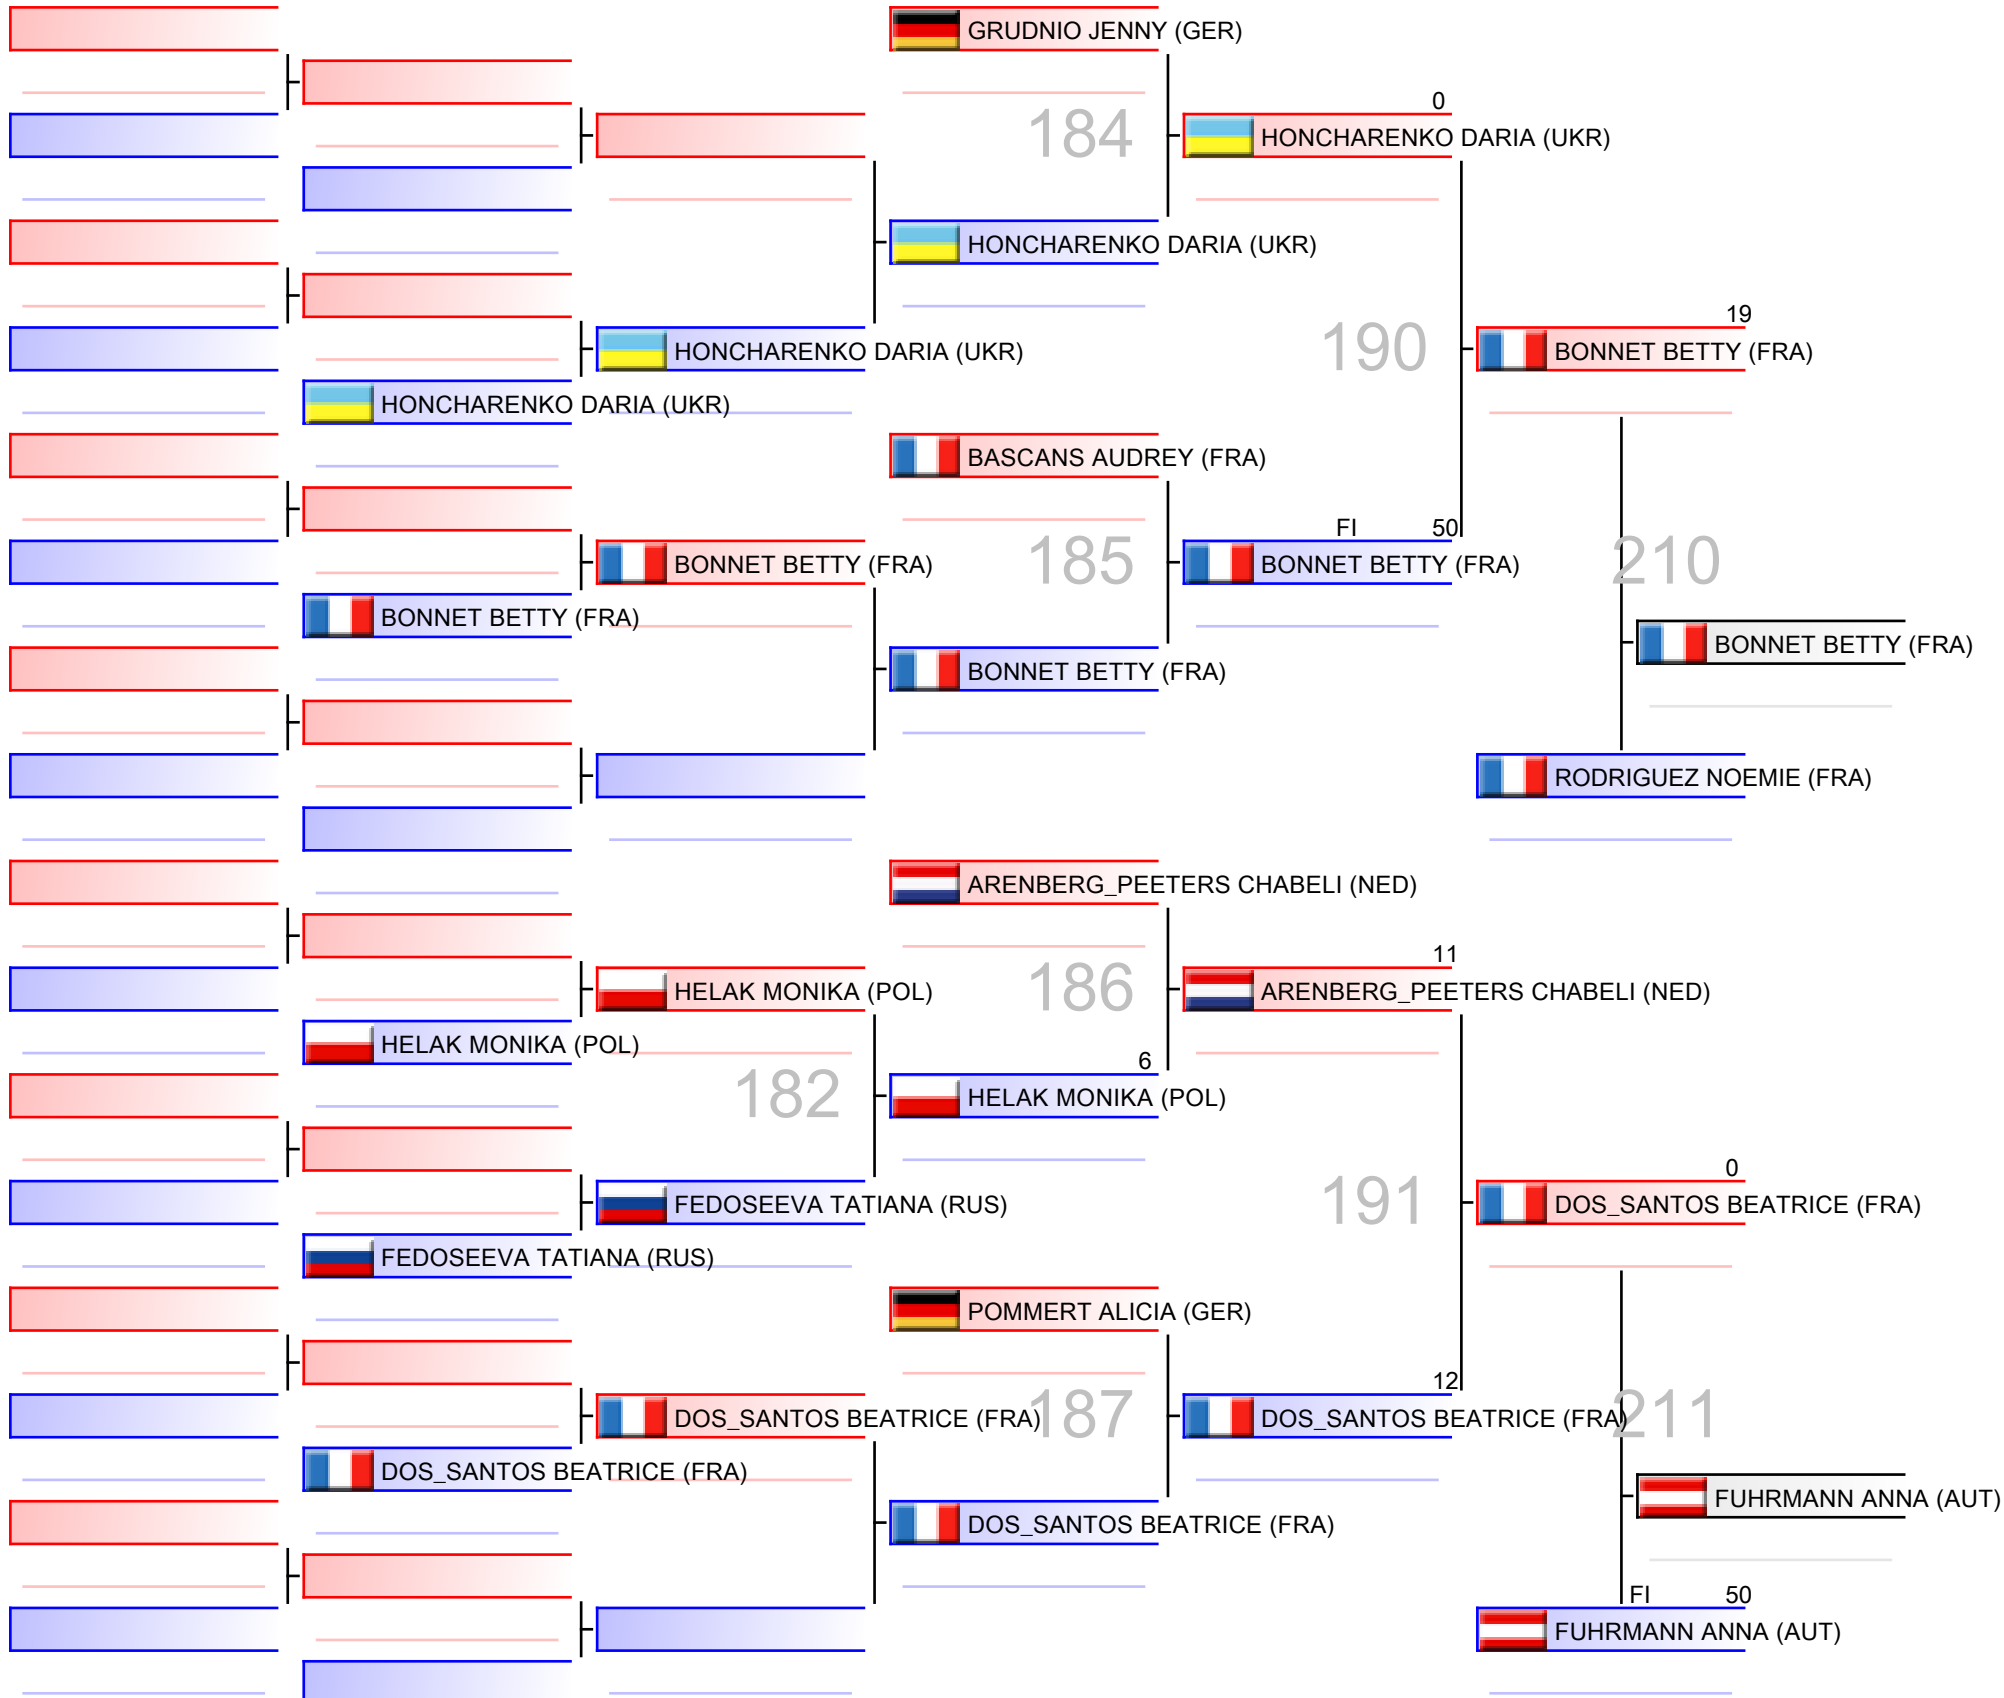 GRUDNIO JENNY (GER)
0
184
HONCHARENKO DARIA (UKR)
HONCHARENKO DARIA (UKR)
19
190
HONCHARENKO DARIA (UKR)
BONNET BETTY (FRA)
HONCHARENKO DARIA (UKR)
BASCANS AUDREY (FRA)
FI 50
185
BONNET BETTY (FRA)
BONNET BETTY (FRA)
210
BONNET BETTY (FRA)
BONNET BETTY (FRA)
BONNET BETTY (FRA)
RODRIGUEZ NOEMIE (FRA)
ARENBERG_PEETERS CHABELI (NED)
11
186
HELAK MONIKA (POL)
ARENBERG_PEETERS CHABELI (NED)
HELAK MONIKA (POL)
6
182
HELAK MONIKA (POL)
0
191
FEDOSEEVA TATIANA (RUS)
DOS_SANTOS BEATRICE (FRA)
FEDOSEEVA TATIANA (RUS)
POMMERT ALICIA (GER)
12
187
DOS_SANTOS BEATRICE (FRA)
DOS_SANTOS BEATRICE (FRA)
211
DOS_SANTOS BEATRICE (FRA)
FUHRMANN ANNA (AUT)
DOS_SANTOS BEATRICE (FRA)
FI 50
FUHRMANN ANNA (AUT)